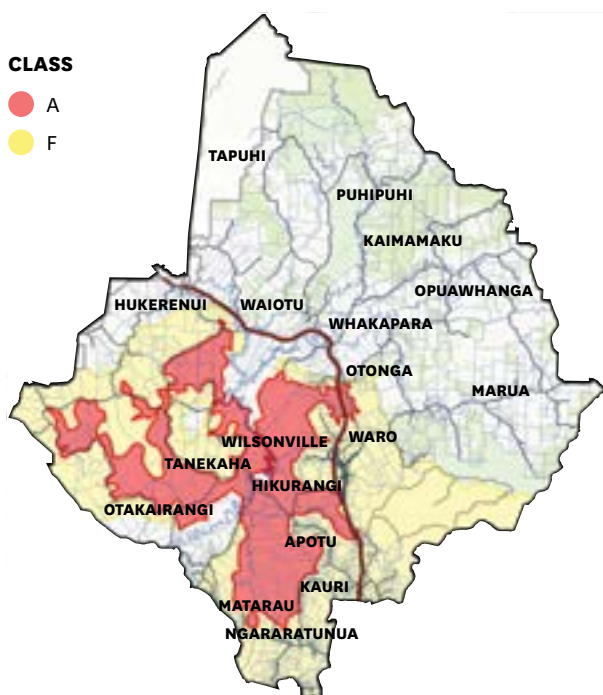 CLASS
A
F
TAPUHI
PUHIPUHI
KAIMAMAKU
OPUAWHANGA
HUKERENUI
WAIOTU
WHAKAPARA
OTONGA
MARUA
WILSONVILLE
WARO
TANEKAHA
HIKURANGI
OTAKAIRANGI
APOTU
KAURI
MATARAU
NGARARATUNUA